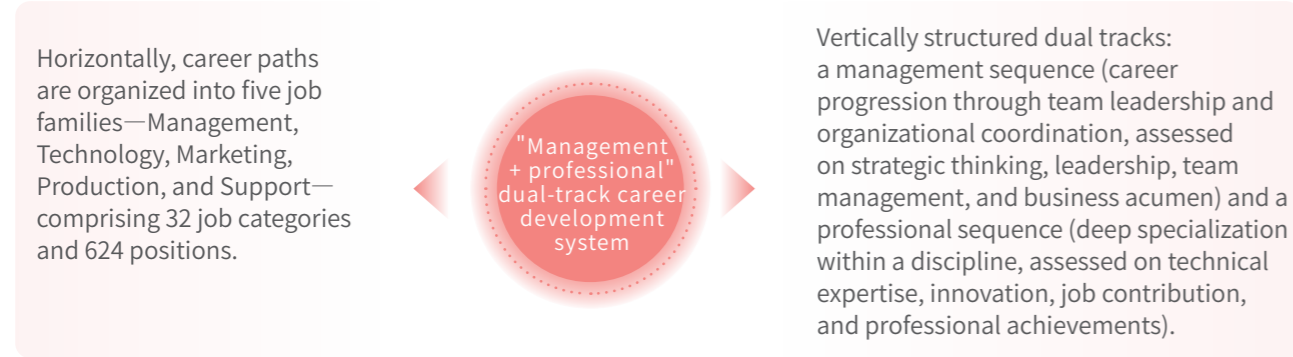 Horizontally, career paths
are organized into five job
families—Management,
Technology, Marketing,
Production, and Support—
comprising 32 job categories
and 624 positions.
"Management
+ professional"
dual-track career
development
system
Vertically structured dual tracks:
a management sequence (career
progression through team leadership and
organizational coordination, assessed
on strategic thinking, leadership, team
management, and business acumen) and a
professional sequence (deep specialization
within a discipline, assessed on technical
expertise, innovation, job contribution,
and professional achievements).